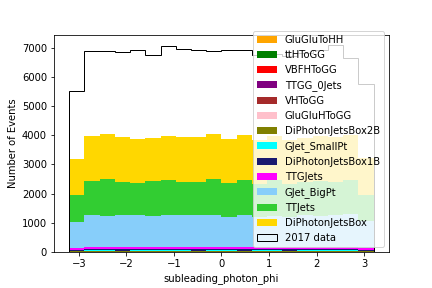 GluGluToHH
ttHToGG
VBFHToGG
TTGG_0Jets
VHToGG
GluGluHToGG
DiPhotonJetsBox2B
GJet_SmallPt
DiPhotonJetsBox1B
TTGJets
GJet_BigPt
TTJets
DiPhotonJetsBox
2017 data
Number of Events
7000
6000
5000
4000
3000
2000
1000
0
−3 −2 −1 0 1 2 3
subleading_photon_phi